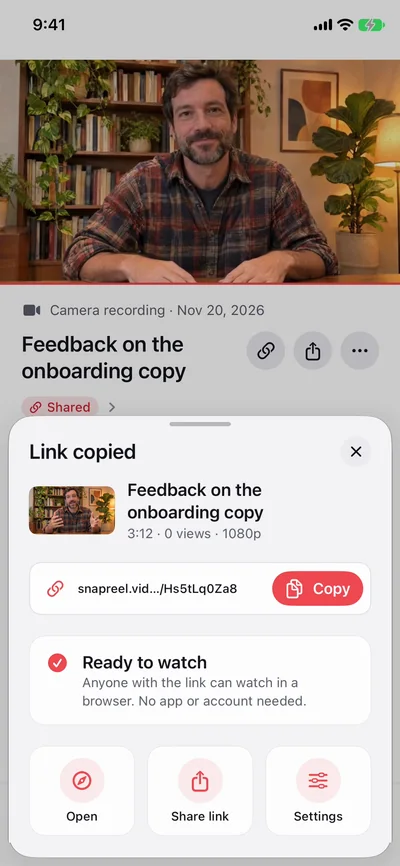 9:41
Camera recording · Nov 20, 2026
Feedback on the
onboarding copy
Shared
Link copied
Feedback on the
onboarding copy
3:12 · 0 views · 1080p
snapreel.vid.../Hs5tLq0Za8
Copy
Ready to watch
Anyone with the link can watch in a
browser. No app or account needed.
Open
Share link
Settings